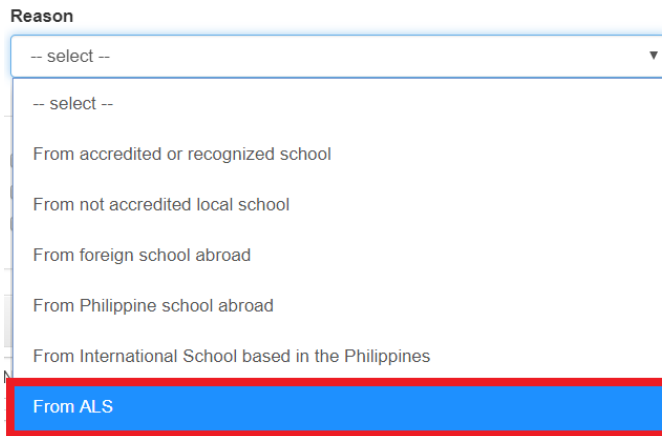 Reason
-- select --
-- select --
From accredited or recognized school
From not accredited local school
From foreign school abroad
From Philippine school abroad
From International School based in the Philippines
From ALS